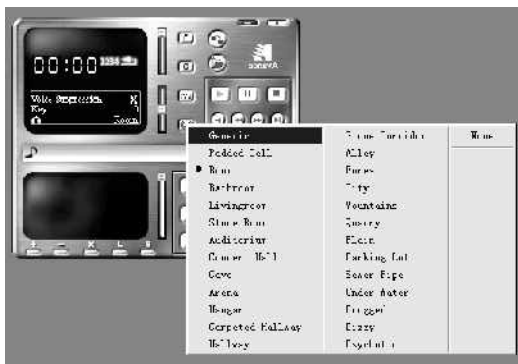 00:00
Voice Suppression X
Key
Room
Generic
Padded Cell
Room
Bathroom
Livingroom
Stone Room
Auditorium
Concert Hall
Cave
Arena
Hangar
Carpeted Hallway
Hallway
Stone Corridor
Alley
Forest
City
Mountains
Quarry
Plain
Parking Lot
Sewer Pipe
Under Water
Drugged
Dizzy
Psychotic
None